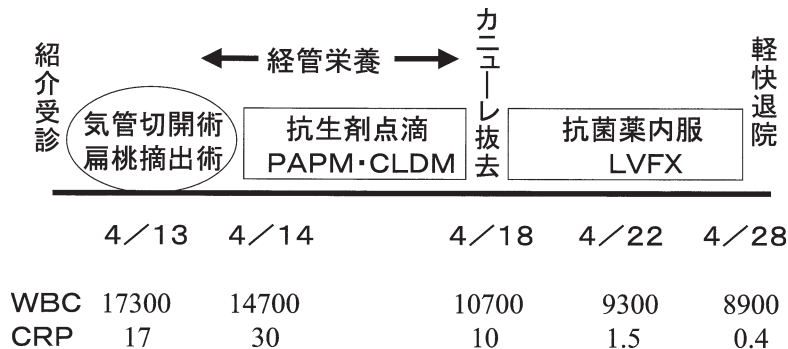 紹介受診
経管栄養
カニューレ抜去
軽快退院
気管切開術
扁桃摘出術
抗生剤点滴
PAPM・CLDM
抗菌薬内服
LVFX
4/13 4/14 4/18 4/22 4/28
WBC 17300 14700 10700 9300 8900
CRP 17 30 10 1.5 0.4